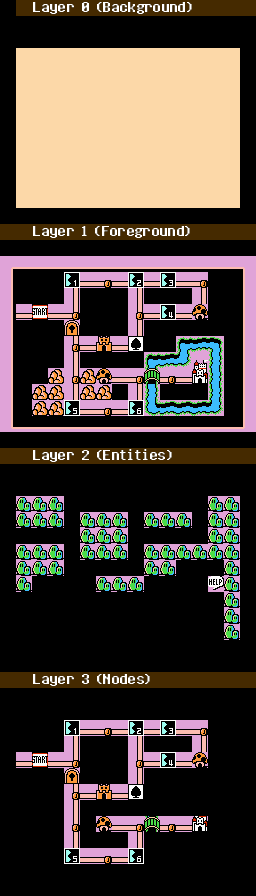 Layer 0 (Background)
Layer 1 (Foreground)
1 2 3
START 4
5 6
Layer 2 (Entities)
HELP
Layer 3 (Nodes)
1 2 3
START 4
5 6